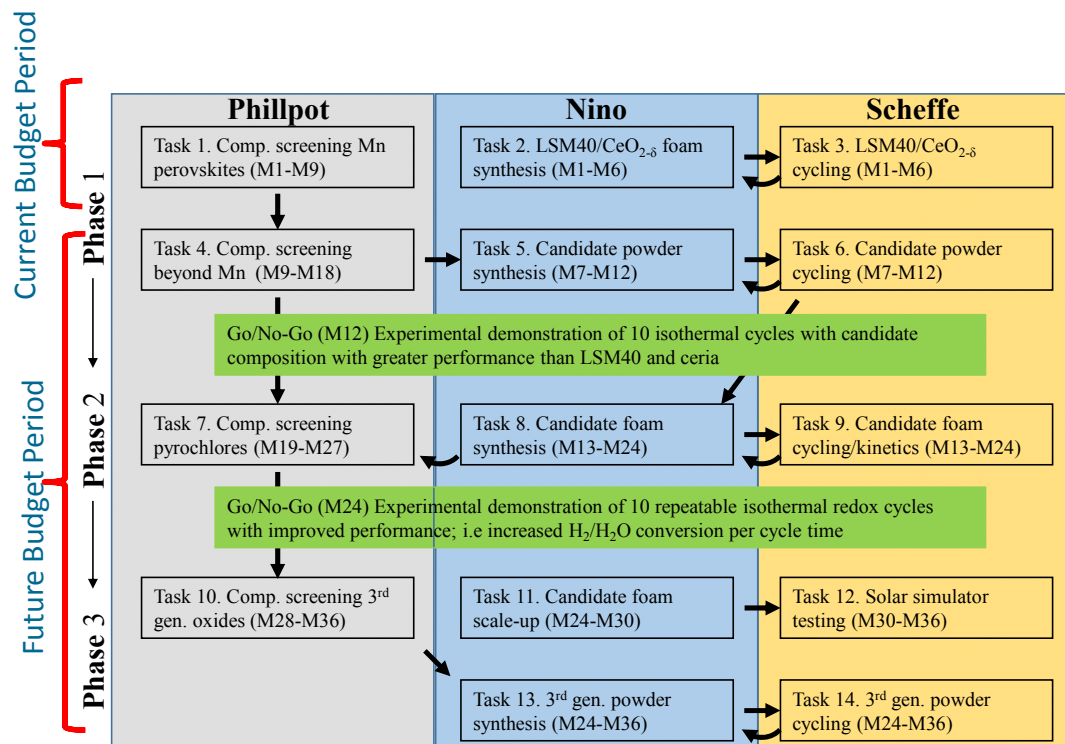 Current Budget Period
Future Budget Period
Phase 1
Phase 2
Phase 3
Phillpot
Nino
Scheffe
Task 1. Comp. screening Mn
perovskites (M1-M9)
Task 2. LSM40/CeO2-δ foam
synthesis (M1-M6)
Task 3. LSM40/CeO2-δ
cycling (M1-M6)
Task 4. Comp. screening
beyond Mn (M9-M18)
Task 5. Candidate powder
synthesis (M7-M12)
Task 6. Candidate powder
cycling (M7-M12)
Go/No-Go (M12) Experimental demonstration of 10 isothermal cycles with candidate
composition with greater performance than LSM40 and ceria
Task 7. Comp. screening
pyrochlores (M19-M27)
Task 8. Candidate foam
synthesis (M13-M24)
Task 9. Candidate foam
cycling/kinetics (M13-M24)
Go/No-Go (M24) Experimental demonstration of 10 repeatable isothermal redox cycles
with improved performance; i.e increased H2/H2O conversion per cycle time
Task 10. Comp. screening 3rd
gen. oxides (M28-M36)
Task 11. Candidate foam
scale-up (M24-M30)
Task 12. Solar simulator
testing (M30-M36)
Task 13. 3rd gen. powder
synthesis (M24-M36)
Task 14. 3rd gen. powder
cycling (M24-M36)